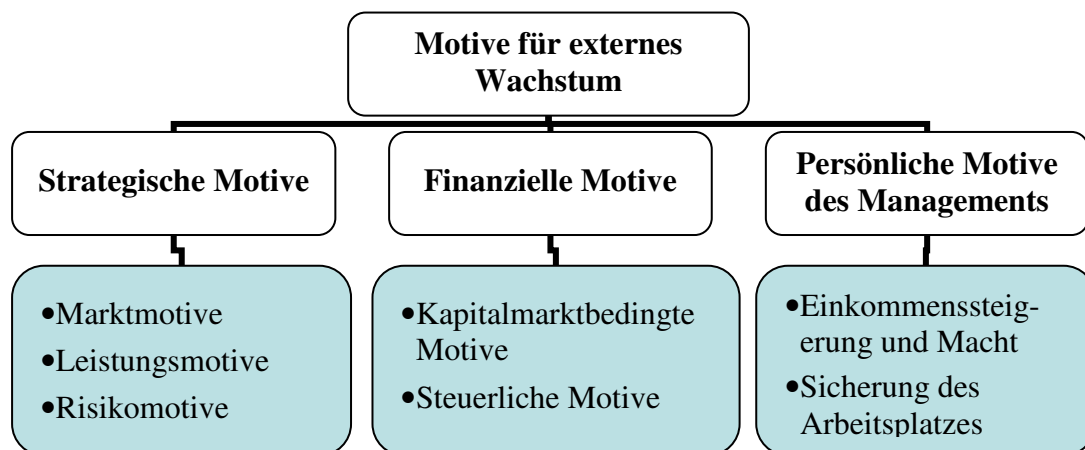 Motive für externes
Wachstum
Strategische Motive
Finanzielle Motive
Persönliche Motive
des Managements
•Marktmotive
•Leistungsmotive
•Risikomotive
•Kapitalmarktbedingte
Motive
•Steuerliche Motive
•Einkommenssteig-
erung und Macht
•Sicherung des
Arbeitsplatzes